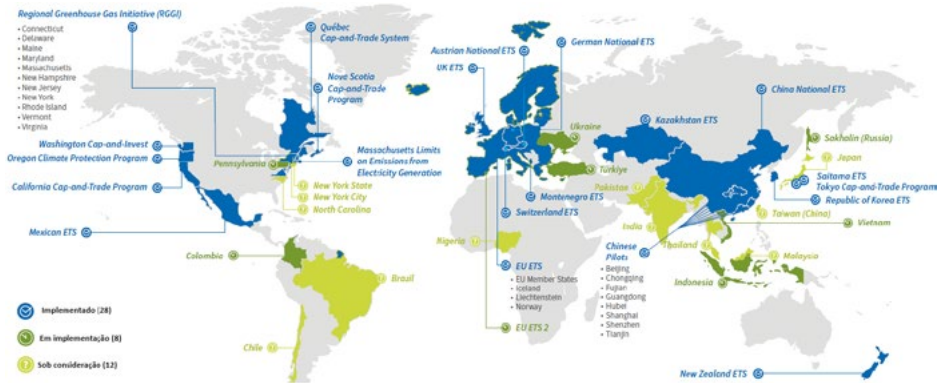 Regional Greenhouse Gas Initiative (RGGI)
• Connecticut
• Delaware
• Maine
• Maryland
• Massachusetts
• New Hampshire
• New Jersey
• New York
• Rhode Island
• Vermont
• Virginia
Québec
Cap-and-Trade System
Nova Scotia
Cap-and-Trade
Program
Washington Cap-and-Invest
Oregon Climate Protection Program
California Cap-and-Trade Program
Mexican ETS
Pennsylvania
Massachusetts Limits
on Emissions from
Electricity Generation
New York State
New York City
North Carolina
Colombia
Brazil
Chile
Austrian National ETS
German National ETS
UK ETS
Ukraine
Türkiye
Montenegro ETS
Switzerland ETS
Nigeria
EU ETS
• EU Member States
• Iceland
• Liechtenstein
• Norway
EU ETS 2
Kazakhstan ETS
China National ETS
Sakhalin (Russia)
Japan
Saitama ETS
Tokyo Cap-and-Trade Program
Republic of Korea ETS
Pakistan
India
Taiwan (China)
Vietnam
Thailand
Malaysia
Chinese
Pilots
• Beijing
• Chongqing
• Fujian
• Guangdong
• Hubei
• Shanghai
• Shenzhen
• Tianjin
Indonesia
New Zealand ETS
Implementado (28)
Em implementação (8)
Sob consideração (12)